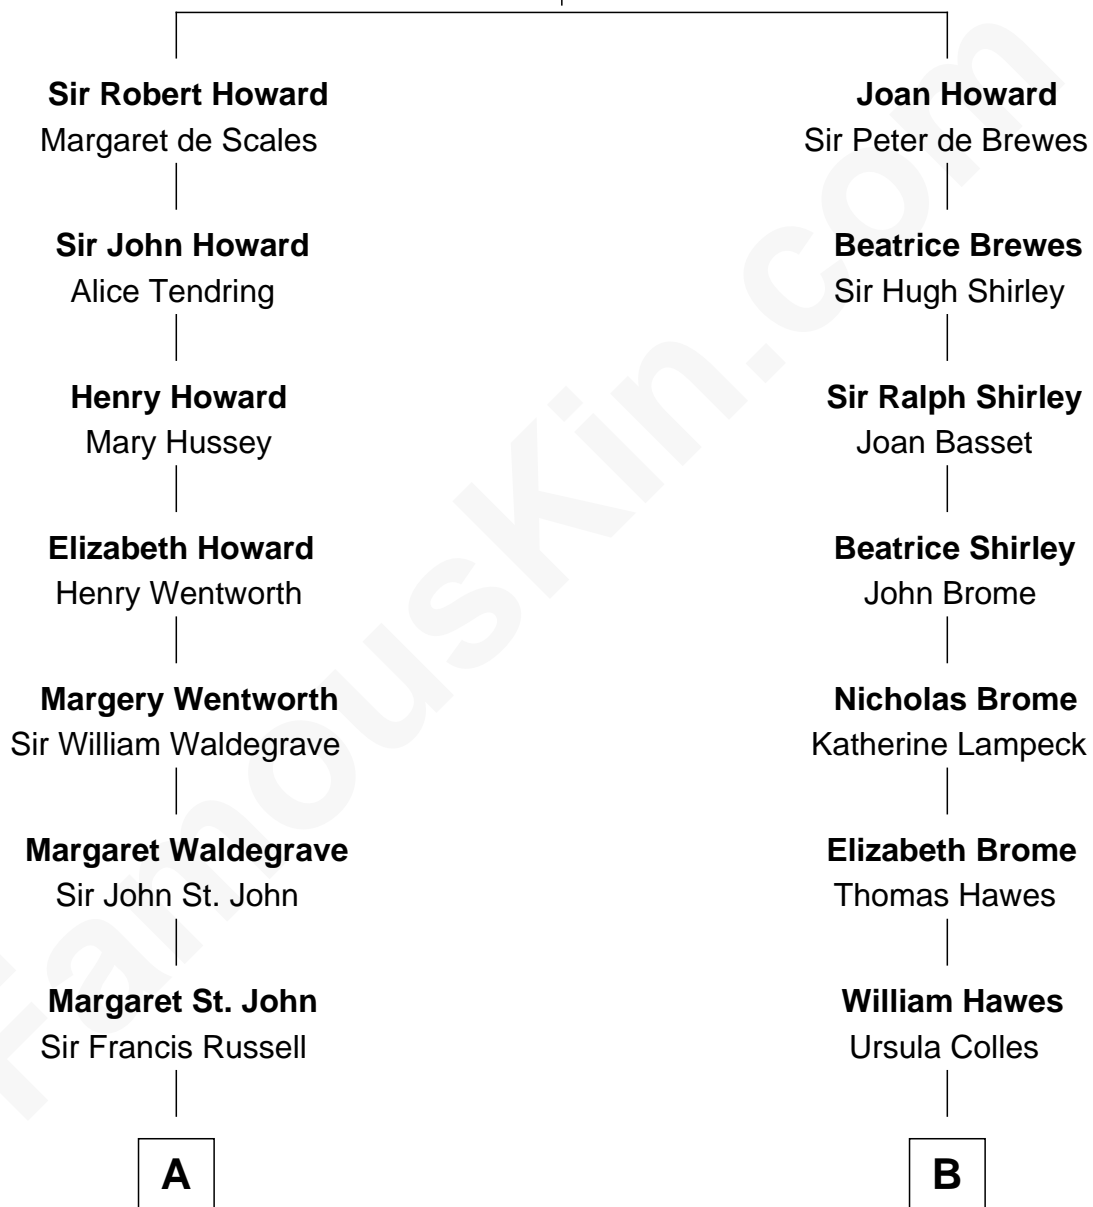 Sir Robert Howard
Margaret de Scales
Sir John Howard
Alice Tendring
Henry Howard
Mary Hussey
Elizabeth Howard
Henry Wentworth
Margery Wentworth
Sir William Waldegrave
Margaret Waldegrave
Sir John St. John
Margaret St. John
Sir Francis Russell
A
Joan Howard
Sir Peter de Brewes
Beatrice Brewes
Sir Hugh Shirley
Sir Ralph Shirley
Joan Basset
Beatrice Shirley
John Brome
Nicholas Brome
Katherine Lampeck
Elizabeth Brome
Thomas Hawes
William Hawes
Ursula Colles
B
FamousKin.com